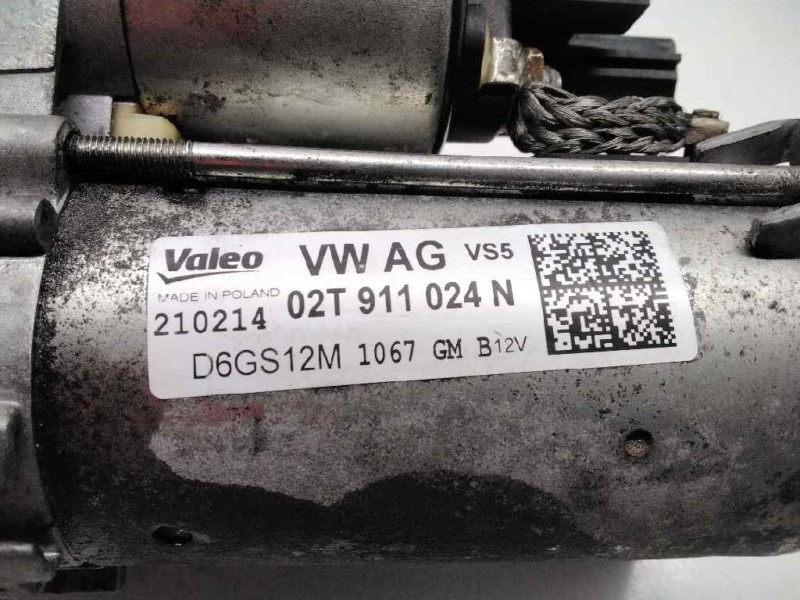 Valeo VW AG VS5
MADE IN POLAND 02T 911 024 N
210214
D6GS12M 1067 GM B12V